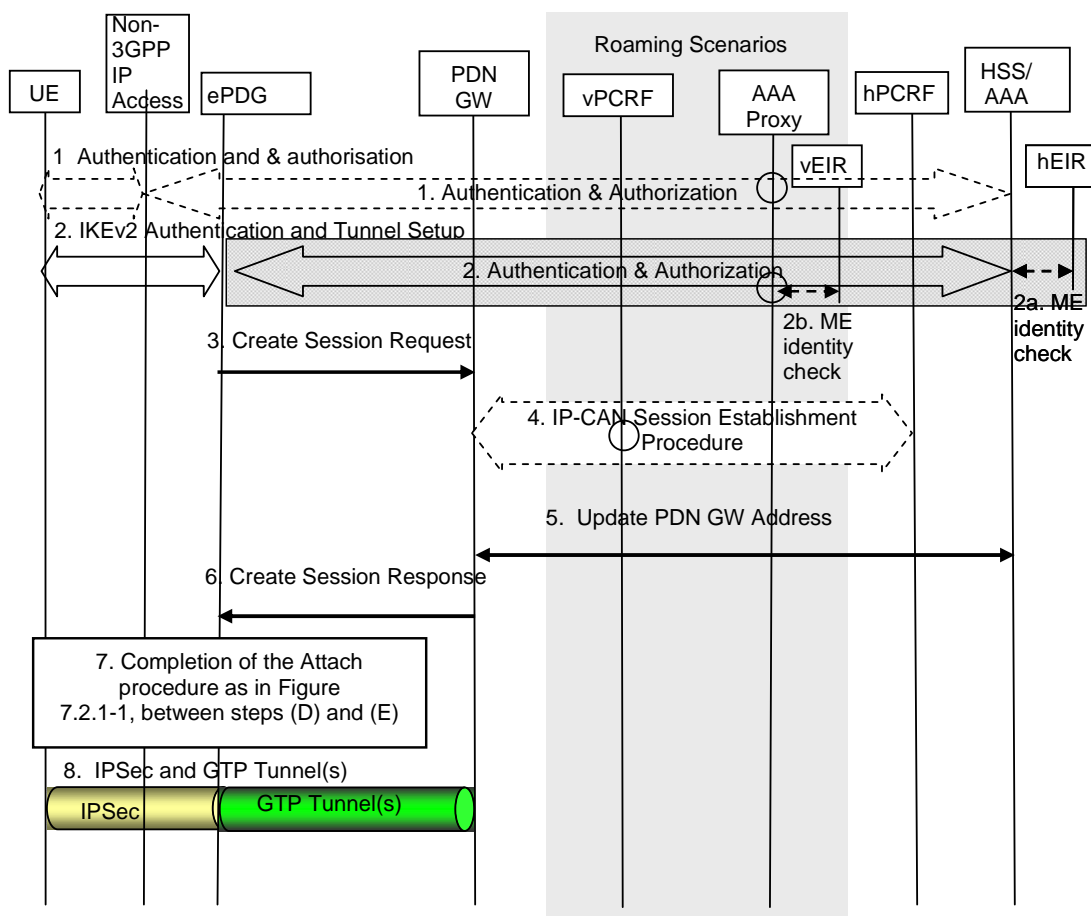 Roaming Scenarios
UE
Non-
3GPP
IP
Access
ePDG
PDN
GW
vPCRF
AAA
Proxy
hPCRF
HSS/
AAA
vEIR
hEIR
1 Authentication and & authorisation
1. Authentication & Authorization
2. IKEv2 Authentication and Tunnel Setup
2. Authentication & Authorization
2a. ME
identity
check
2b. ME
identity
check
3. Create Session Request
4. IP-CAN Session Establishment
Procedure
5. Update PDN GW Address
6. Create Session Response
7. Completion of the Attach
procedure as in Figure
7.2.1-1, between steps (D) and (E)
8. IPSec and GTP Tunnel(s)
IPSec
GTP Tunnel(s)